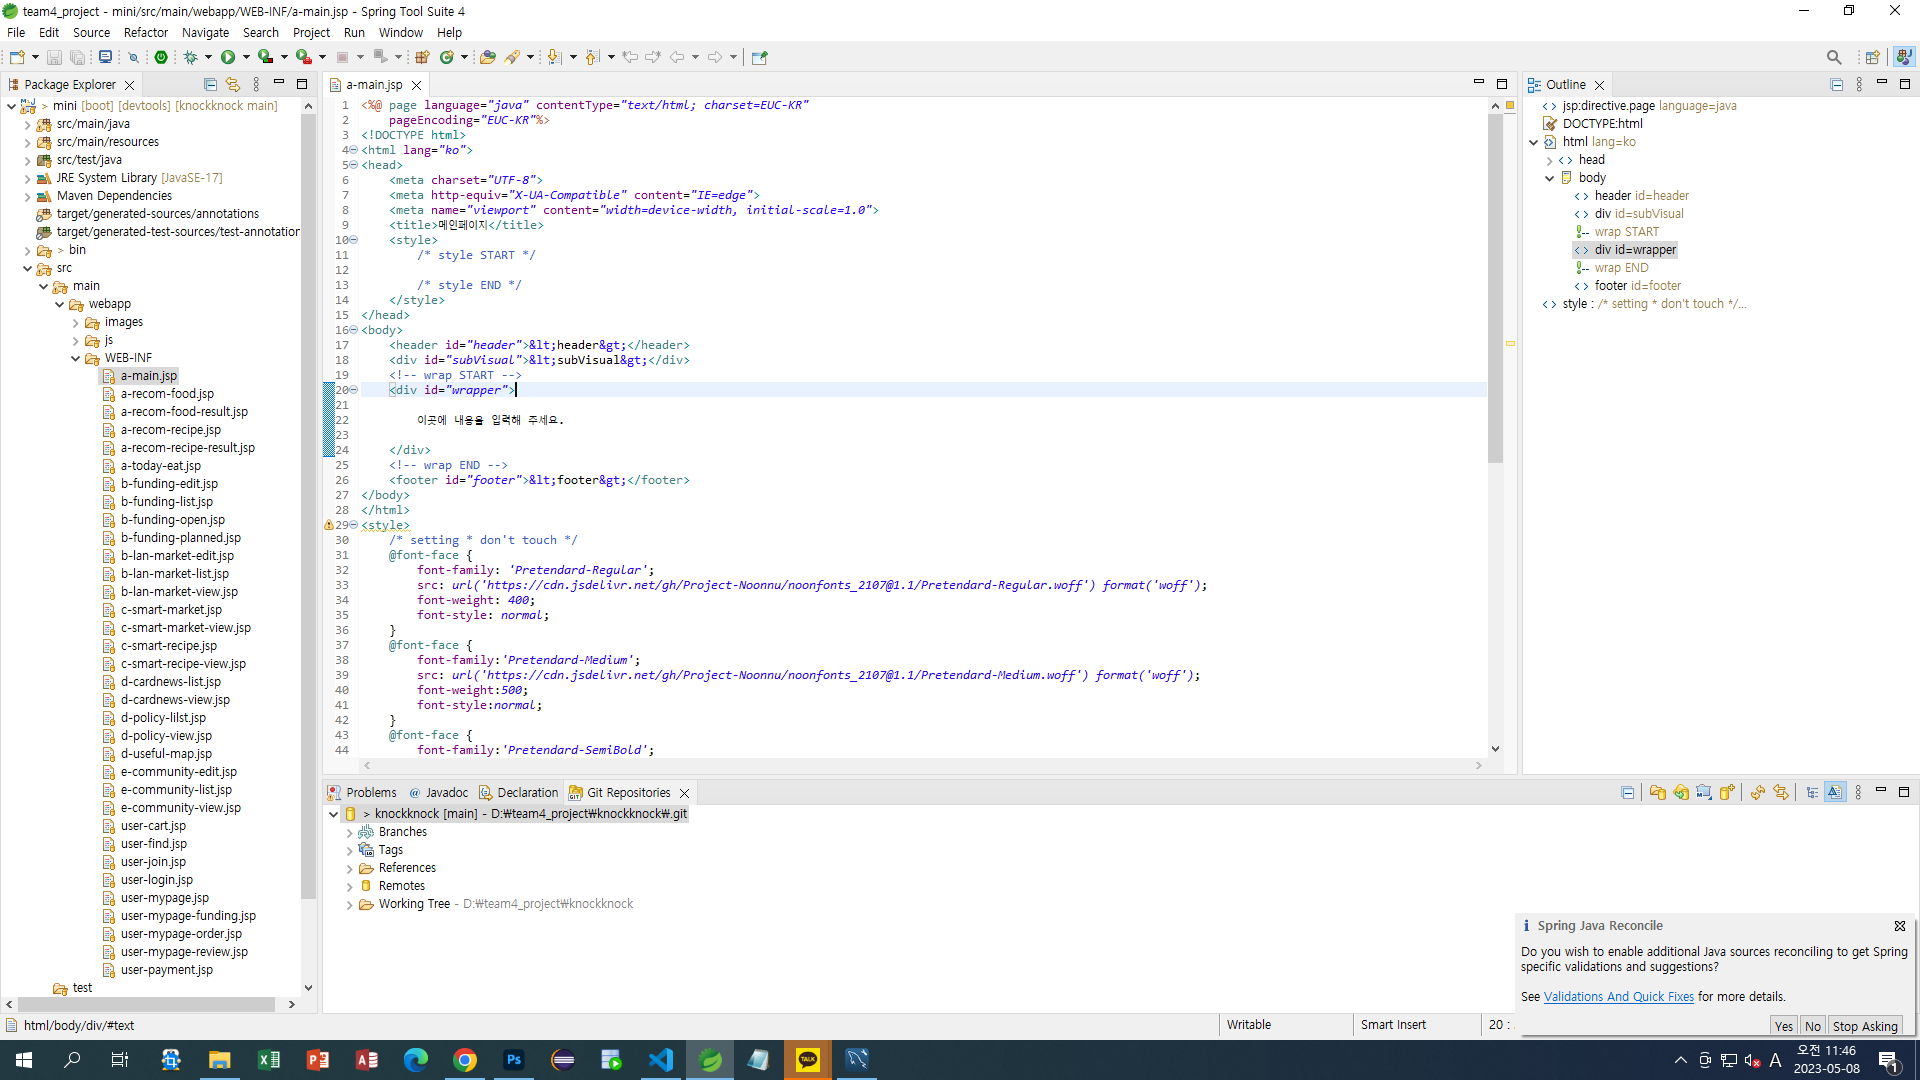 team4_project - mini/src/main/webapp/WEB-INF/a-main.jsp - Spring Tool Suite 4
File Edit Source Refactor Navigate Search Project Run Window Help
Package Explorer
> mini [boot] [devtools] [knockknock main]
src/main/java
src/main/resources
src/test/java
JRE System Library [JavaSE-17]
Maven Dependencies
target/generated-sources/annotations
target/generated-test-sources/test-annotation
> bin
src
main
webapp
images
js
WEB-INF
a-main.jsp
a-recom-food.jsp
a-recom-food-result.jsp
a-recom-recipe.jsp
a-recom-recipe-result.jsp
a-today-eat.jsp
b-funding-edit.jsp
b-funding-list.jsp
b-funding-open.jsp
b-funding-planned.jsp
b-lan-market-edit.jsp
b-lan-market-list.jsp
b-lan-market-view.jsp
c-smart-market.jsp
c-smart-market-view.jsp
c-smart-recipe.jsp
c-smart-recipe-view.jsp
d-cardnews-list.jsp
d-cardnews-view.jsp
d-policy-lilst.jsp
d-policy-view.jsp
d-useful-map.jsp
e-community-edit.jsp
e-community-list.jsp
e-community-view.jsp
user-cart.jsp
user-find.jsp
user-join.jsp
user-login.jsp
user-mypage.jsp
user-mypage-funding.jsp
user-mypage-order.jsp
user-mypage-review.jsp
user-payment.jsp
test
a-main.jsp
1 <%@ page language="java" contentType="text/html; charset=EUC-KR"
2 pageEncoding="EUC-KR"%>
3 <!DOCTYPE html>
4 <html lang="ko">
5 <head>
6 <meta charset="UTF-8">
7 <meta http-equiv="X-UA-Compatible" content="IE=edge">
8 <meta name="viewport" content="width=device-width, initial-scale=1.0">
9 <title>메인페이지</title>
10 <style>
11 /* style START */
12
13 /* style END */
14 </style>
15 </head>
16 <body>
17 <header id="header">&lt;header&gt;</header>
18 <div id="subVisual">&lt;subVisual&gt;</div>
19 <!-- wrap START -->
20 <div id="wrapper">
21
22 이곳에 내용을 입력해 주세요.
23
24 </div>
25 <!-- wrap END -->
26 <footer id="footer">&lt;footer&gt;</footer>
27 </body>
28 </html>
29 <style>
30 /* setting * don't touch */
31 @font-face {
32 font-family: 'Pretendard-Regular';
33 src: url('https://cdn.jsdelivr.net/gh/Project-Noonnu/noonfonts_2107@1.1/Pretendard-Regular.woff') format('woff');
34 font-weight: 400;
35 font-style: normal;
36 }
37 @font-face {
38 font-family:'Pretendard-Medium';
39 src: url('https://cdn.jsdelivr.net/gh/Project-Noonnu/noonfonts_2107@1.1/Pretendard-Medium.woff') format('woff');
40 font-weight:500;
41 font-style:normal;
42 }
43 @font-face {
44 font-family:'Pretendard-SemiBold';
Outline
jsp:directive.page language=java
DOCTYPE:html
html lang=ko
head
body
header id=header
div id=subVisual
wrap START
div id=wrapper
wrap END
footer id=footer
style : /* setting * don't touch */...
Problems @ Javadoc Declaration Git Repositories
> knockknock [main] - D:₩team4_project₩knockknock₩.git
Branches
Tags
References
Remotes
Working Tree - D:₩team4_project₩knockknock
Spring Java Reconcile
Do you wish to enable additional Java sources reconciling to get Spring
specific validations and suggestions?
See Validations And Quick Fixes for more details.
Yes No Stop Asking
html/body/div/#text
Writable
Smart Insert
20 :
Ps
TALK
A
오전 11:46
2023-05-08
1